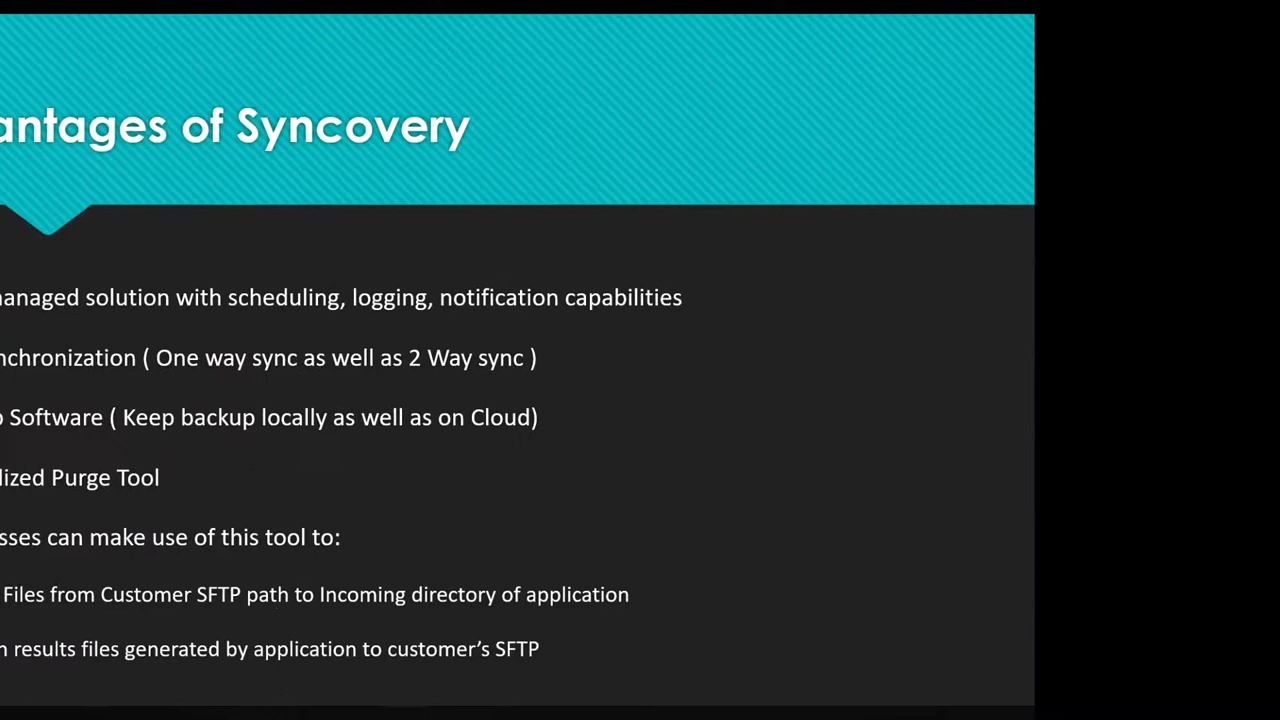 antages of Syncovery
managed solution with scheduling, logging, notification capabilities
nchronization ( One way sync as well as 2 Way sync )
Software ( Keep backup locally as well as on Cloud)
lized Purge Tool
sses can make use of this tool to:
Files from Customer SFTP path to Incoming directory of application
n results files generated by application to customer’s SFTP